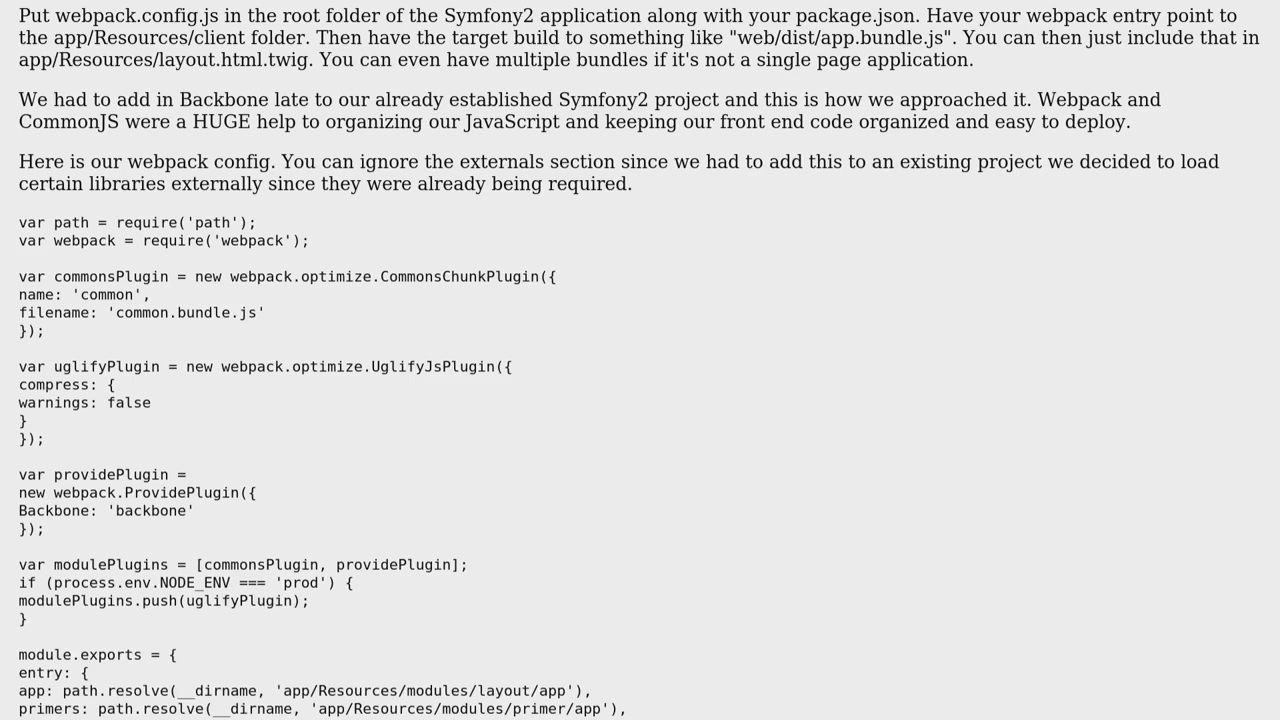 Put webpack.config.js in the root folder of the Symfony2 application along with your package.json. Have your webpack entry point to
the app/Resources/client folder. Then have the target build to something like "web/dist/app.bundle.js". You can then just include that in
app/Resources/layout.html.twig. You can even have multiple bundles if it's not a single page application.
We had to add in Backbone late to our already established Symfony2 project and this is how we approached it. Webpack and
CommonJS were a HUGE help to organizing our JavaScript and keeping our front end code organized and easy to deploy.
Here is our webpack config. You can ignore the externals section since we had to add this to an existing project we decided to load
certain libraries externally since they were already being required.
var path = require('path');
var webpack = require('webpack');
var commonsPlugin = new webpack.optimize.CommonsChunkPlugin({
name: 'common',
filename: 'common.bundle.js'
});
var uglifyPlugin = new webpack.optimize.UglifyJsPlugin({
compress: {
warnings: false
}
});
var providePlugin =
new webpack.ProvidePlugin({
Backbone: 'backbone'
});
var modulePlugins = [commonsPlugin, providePlugin];
if (process.env.NODE_ENV === 'prod') {
modulePlugins.push(uglifyPlugin);
}
module.exports = {
entry: {
app: path.resolve(__dirname, 'app/Resources/modules/layout/app'),
primers: path.resolve(__dirname, 'app/Resources/modules/primer/app'),